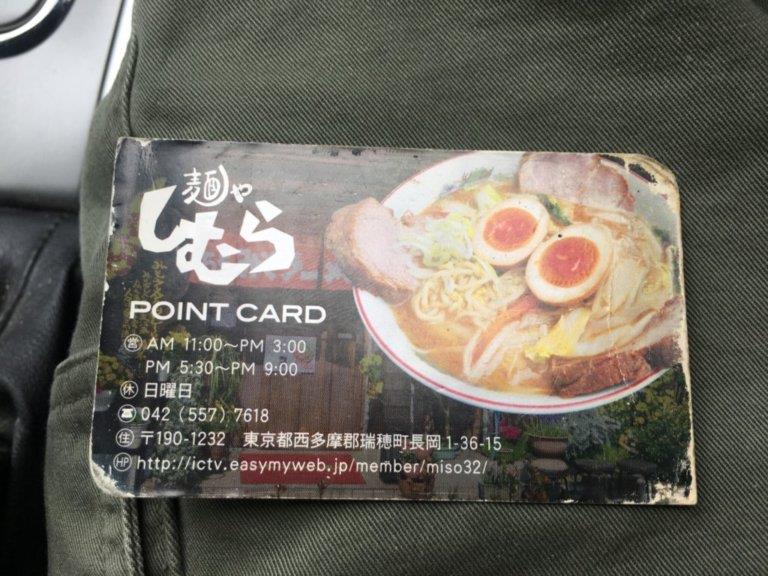 麺や
しむら
POINT CARD
営 AM 11:00〜PM 3:00
PM 5:30〜PM 9:00
休 日曜日
☎ 042 (557) 7618
住 〒190-1232 東京都西多摩郡瑞穂町長岡1-36-15
HP http://ictv.easymyweb.jp/member/miso32/